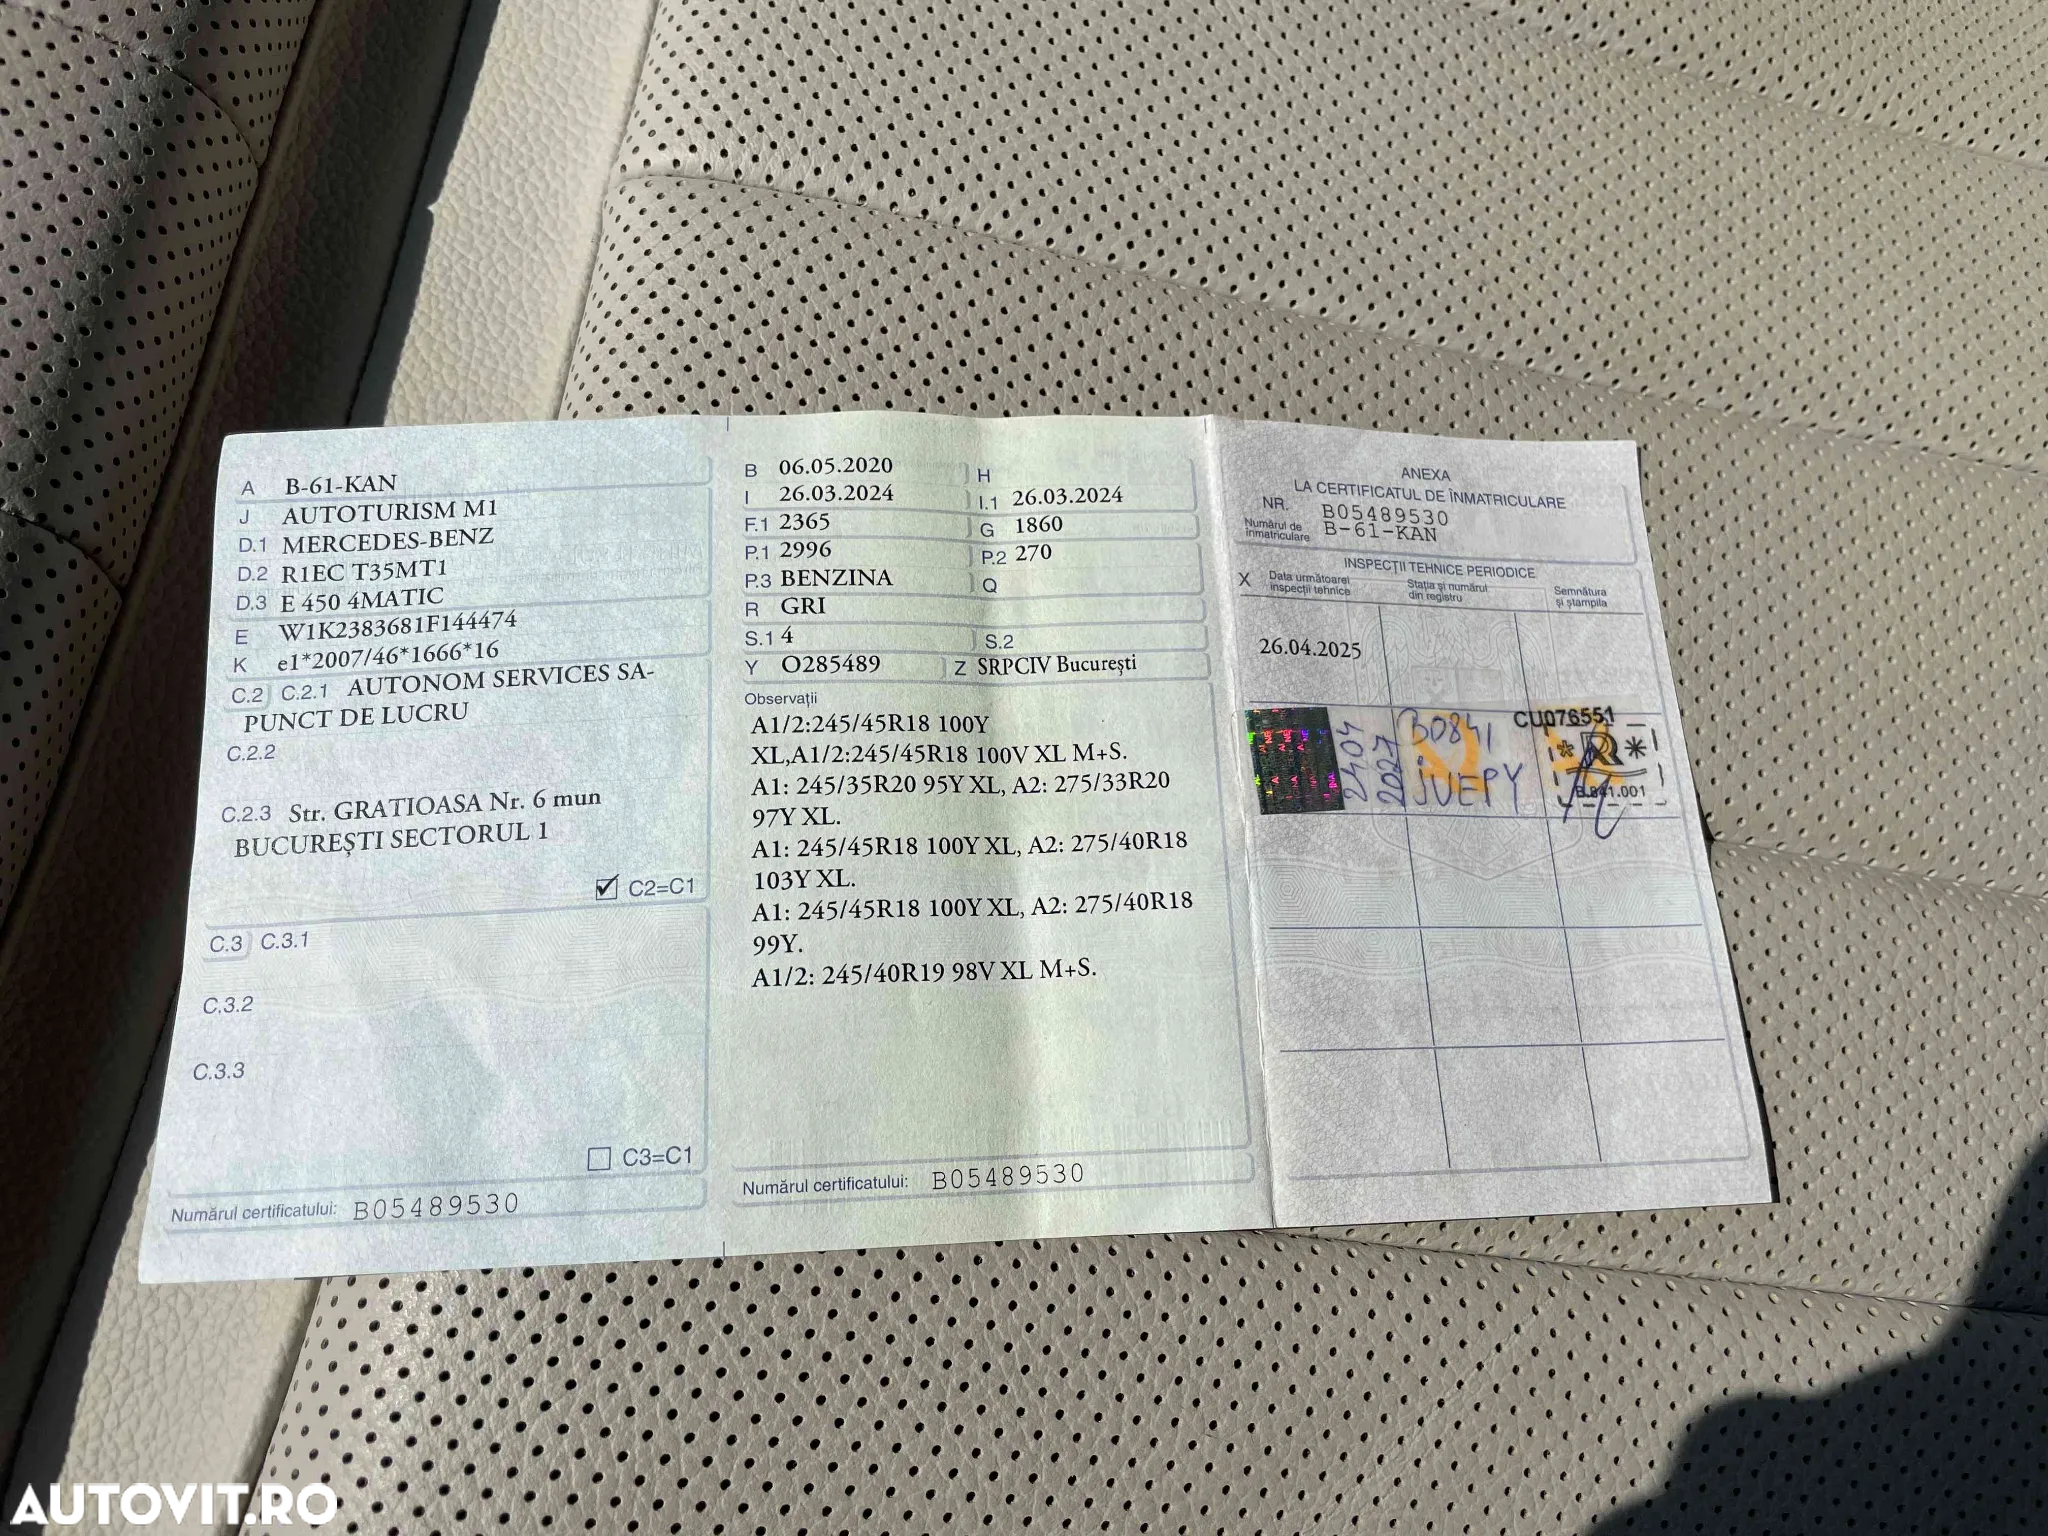 A B-61-KAN
J AUTOTURISM M1
D.1 MERCEDES-BENZ
D.2 R1EC T35MT1
D.3 E 450 4MATIC
E W1K2383681F144474
K e1*2007/46*1666*16
C.2 C.2.1 AUTONOM SERVICES SA-
PUNCT DE LUCRU
C.2.2
C.2.3 Str. GRATIOASA Nr. 6 mun
BUCUREȘTI SECTORUL 1
C2=C1
C.3 C.3.1
C.3.2
C.3.3
C3=C1
Numărul certificatului: B05489530
B 06.05.2020 H
I 26.03.2024 I.1 26.03.2024
F.1 2365 G 1860
P.1 2996 P.2 270
P.3 BENZINA Q
R GRI
S.1 4 S.2
Y O285489 Z SRPCIV București
Observații
A1/2:245/45R18 100Y
XL,A1/2:245/45R18 100V XL M+S.
A1: 245/35R20 95Y XL, A2: 275/33R20
97Y XL.
A1: 245/45R18 100Y XL, A2: 275/40R18
103Y XL.
A1: 245/45R18 100Y XL, A2: 275/40R18
99Y.
A1/2: 245/40R19 98V XL M+S.
Numărul certificatului: B05489530
ANEXA
LA CERTIFICATUL DE ÎNMATRICULARE
NR. B05489530
Numărul de înmatriculare B-61-KAN
INSPECȚII TEHNICE PERIODICE
X Data următoarei inspecții tehnice Stația și numărul din registru Semnătura și ștampila
26.04.2025
2404 2027 B0841 CU076551
B.841.001
AUTOVIT.RO